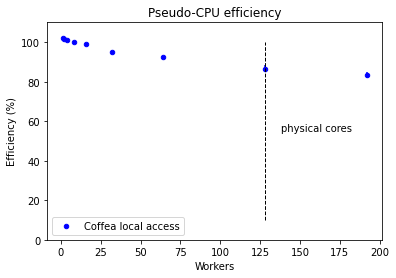 Pseudo-CPU efficiency
Efficiency (%)
100
80
60
40
20
0
physical cores
Coffea local access
0 25 50 75 100 125 150 175 200
Workers